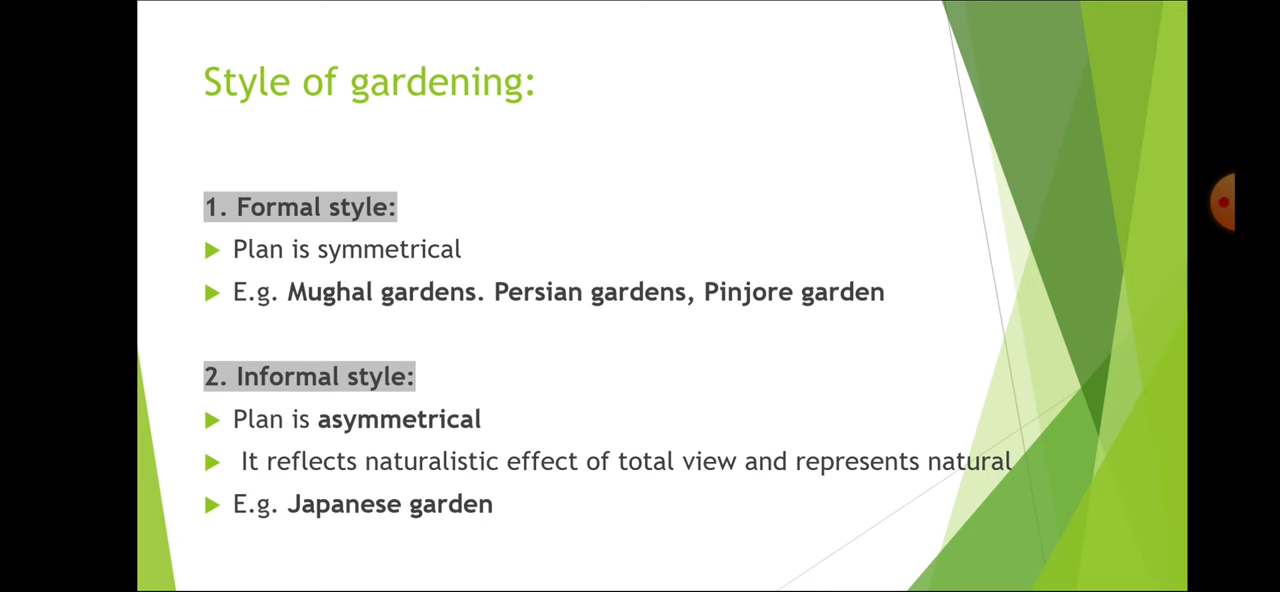 Style of gardening:
1. Formal style:
Plan is symmetrical
E.g. Mughal gardens. Persian gardens, Pinjore garden
2. Informal style:
Plan is asymmetrical
It reflects naturalistic effect of total view and represents natural
E.g. Japanese garden